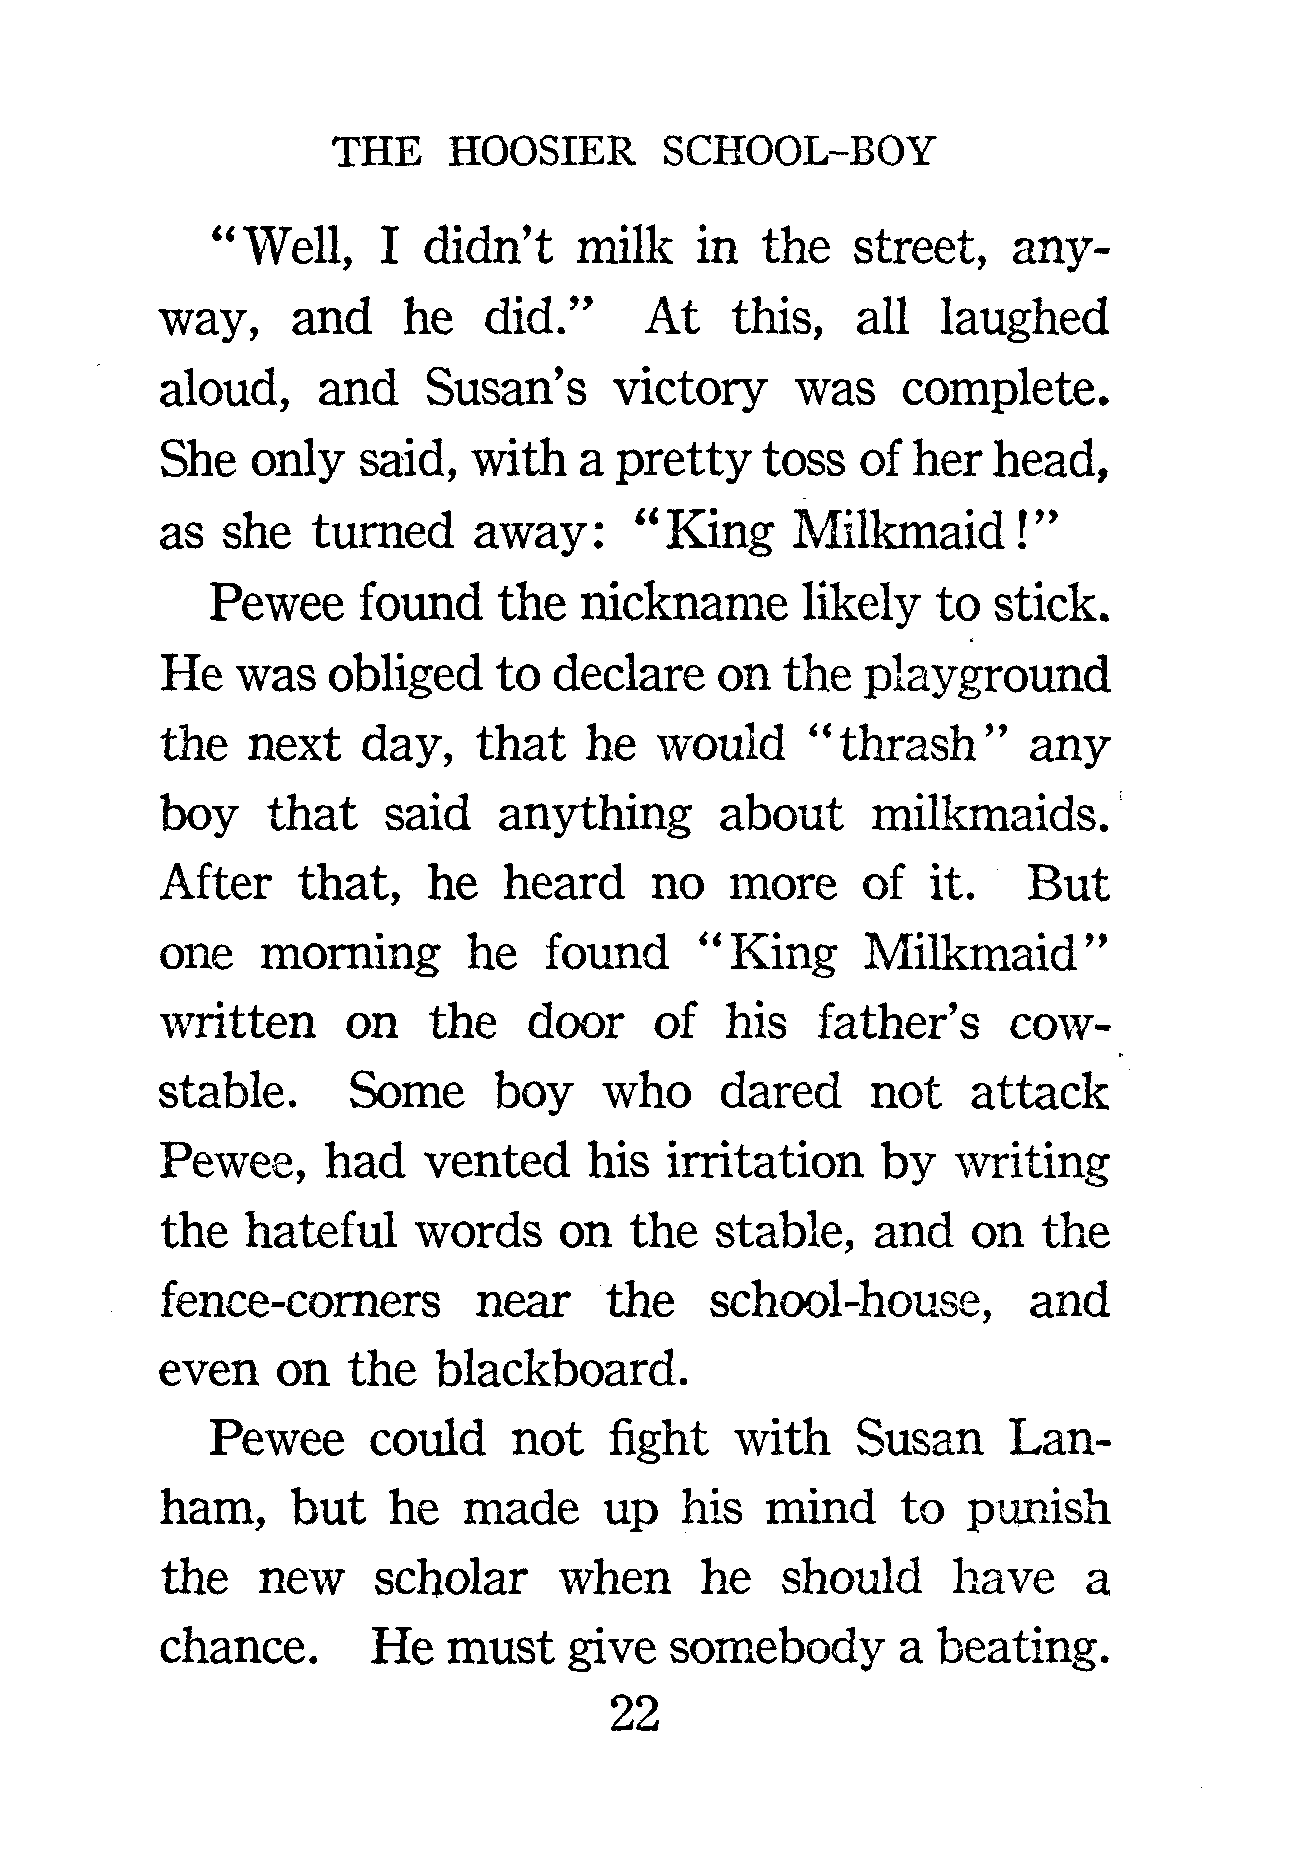 THE HOOSIER SCHOOL-BOY
"Well, I didn't milk in the street, any-
way, and he did." At this, all laughed
aloud, and Susan's victory was complete.
She only said, with a pretty toss of her head,
as she turned away: "King Milkmaid!"
Pewee found the nickname likely to stick.
He was obliged to declare on the playground
the next day, that he would "thrash" any
boy that said anything about milkmaids.
After that, he heard no more of it. But
one morning he found "King Milkmaid"
written on the door of his father's cow-
stable. Some boy who dared not attack
Pewee, had vented his irritation by writing
the hateful words on the stable, and on the
fence-corners near the school-house, and
even on the blackboard.
Pewee could not fight with Susan Lan-
ham, but he made up his mind to punish
the new scholar when he should have a
chance. He must give somebody a beating.
22